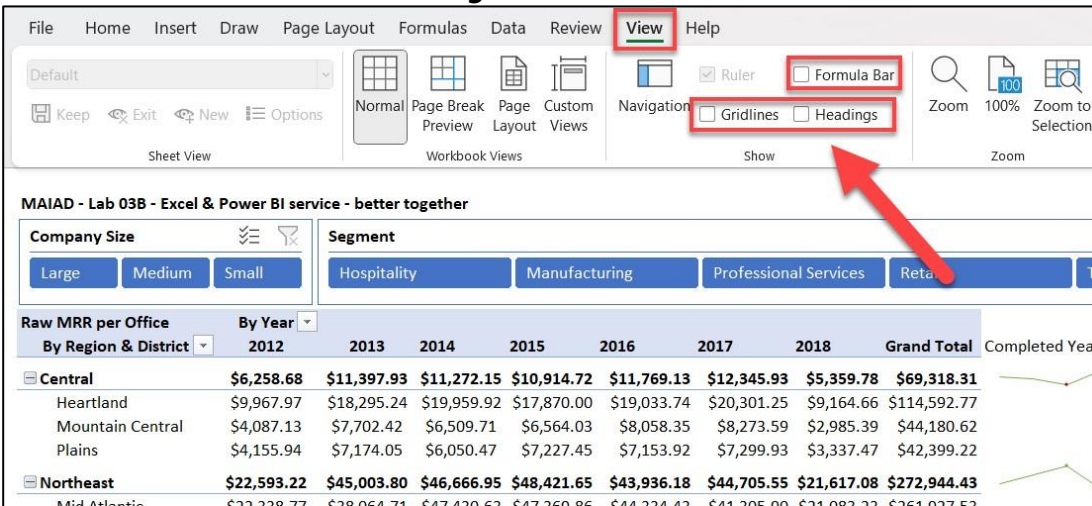 File Home Insert Draw Page Layout Formulas Data Review View Help
Default
Keep Exit New Options
Normal Page Break Preview Page Layout Custom Views
Navigation
Ruler Formula Bar
Gridlines Headings
Zoom 100% Zoom to Selection
Sheet View Workbook Views Show Zoom
MAIAD - Lab 03B - Excel & Power BI service - better together
Company Size Segment
Large Medium Small Hospitality Manufacturing Professional Services
Raw MRR per Office By Year
By Region & District 2012 2013 2014 2015 2016 2017 2018 Grand Total Completed Yea
Central $6,258.68 $11,397.93 $11,272.15 $10,914.72 $11,769.13 $12,345.93 $5,359.78 $69,318.31
Heartland $9,967.97 $18,295.24 $19,959.92 $17,870.00 $19,033.74 $20,301.25 $9,164.66 $114,592.77
Mountain Central $4,087.13 $7,702.42 $6,509.71 $6,564.03 $8,058.35 $8,273.59 $2,985.39 $44,180.62
Plains $4,155.94 $7,174.05 $6,050.47 $7,227.45 $7,153.92 $7,299.93 $3,337.47 $42,399.22
Northeast $22,593.22 $45,003.80 $46,666.95 $48,421.65 $43,936.18 $44,705.55 $21,617.08 $272,944.43